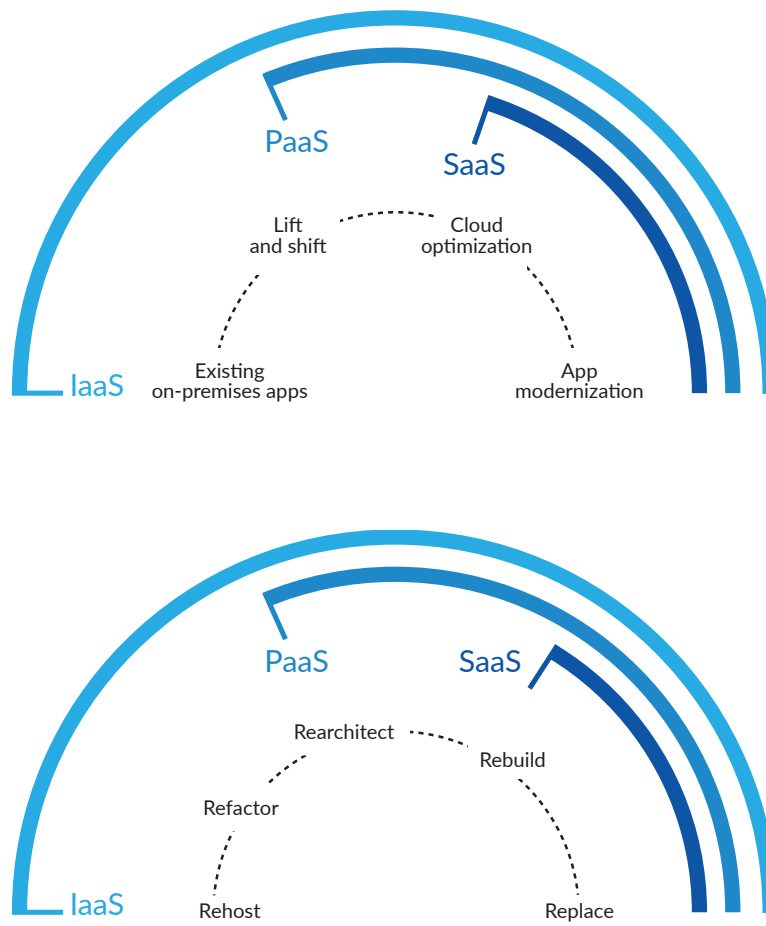 PaaS
SaaS
Lift
and shift
Cloud
optimization
IaaS
Existing
on-premises apps
App
modernization
PaaS
SaaS
Rearchitect
Rebuild
Refactor
IaaS
Rehost
Replace